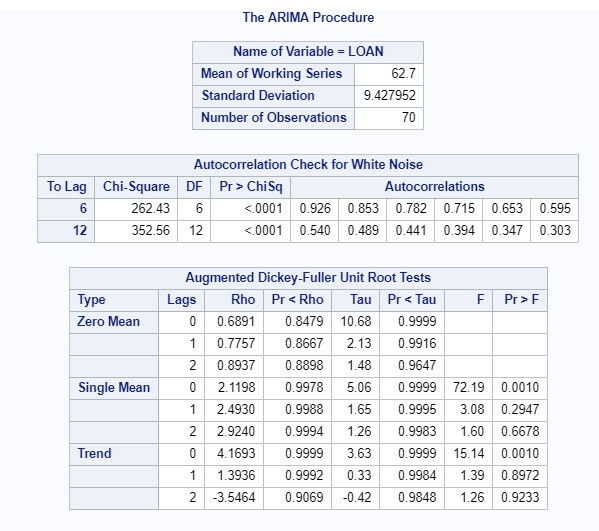 The ARIMA Procedure
Name of Variable = LOAN
Mean of Working Series 62.7
Standard Deviation 9.427952
Number of Observations 70
Autocorrelation Check for White Noise
To Lag Chi-Square DF Pr > ChiSq Autocorrelations
6 262.43 6 <.0001 0.926 0.853 0.782 0.715 0.653 0.595
12 352.56 12 <.0001 0.540 0.489 0.441 0.394 0.347 0.303
Augmented Dickey-Fuller Unit Root Tests
Type Lags Rho Pr < Rho Tau Pr < Tau F Pr > F
Zero Mean 0 0.6891 0.8479 10.68 0.9999
1 0.7757 0.8667 2.13 0.9916
2 0.8937 0.8898 1.48 0.9647
Single Mean 0 2.1198 0.9978 5.06 0.9999 72.19 0.0010
1 2.4930 0.9988 1.65 0.9995 3.08 0.2947
2 2.9240 0.9994 1.26 0.9983 1.60 0.6678
Trend 0 4.1693 0.9999 3.63 0.9999 15.14 0.0010
1 1.3936 0.9992 0.33 0.9984 1.39 0.8972
2 -3.5464 0.9069 -0.42 0.9848 1.26 0.9233